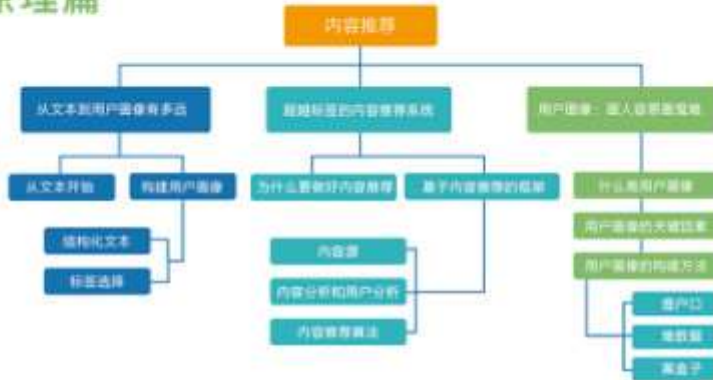 原理篇
内容推荐
从文本到用户画像有多远
超越标签的内容推荐系统
用户画像：鄙人容易面鬼难
从文本开始
构建用户画像
为什么要做好内容推荐
基于内容推荐的框架
什么是用户画像
结构化文本
标签选择
内容源
内容分析和用户分析
内容推荐算法
用户画像的关键因素
用户画像的构建方法
查户口
堆数据
黑盒子